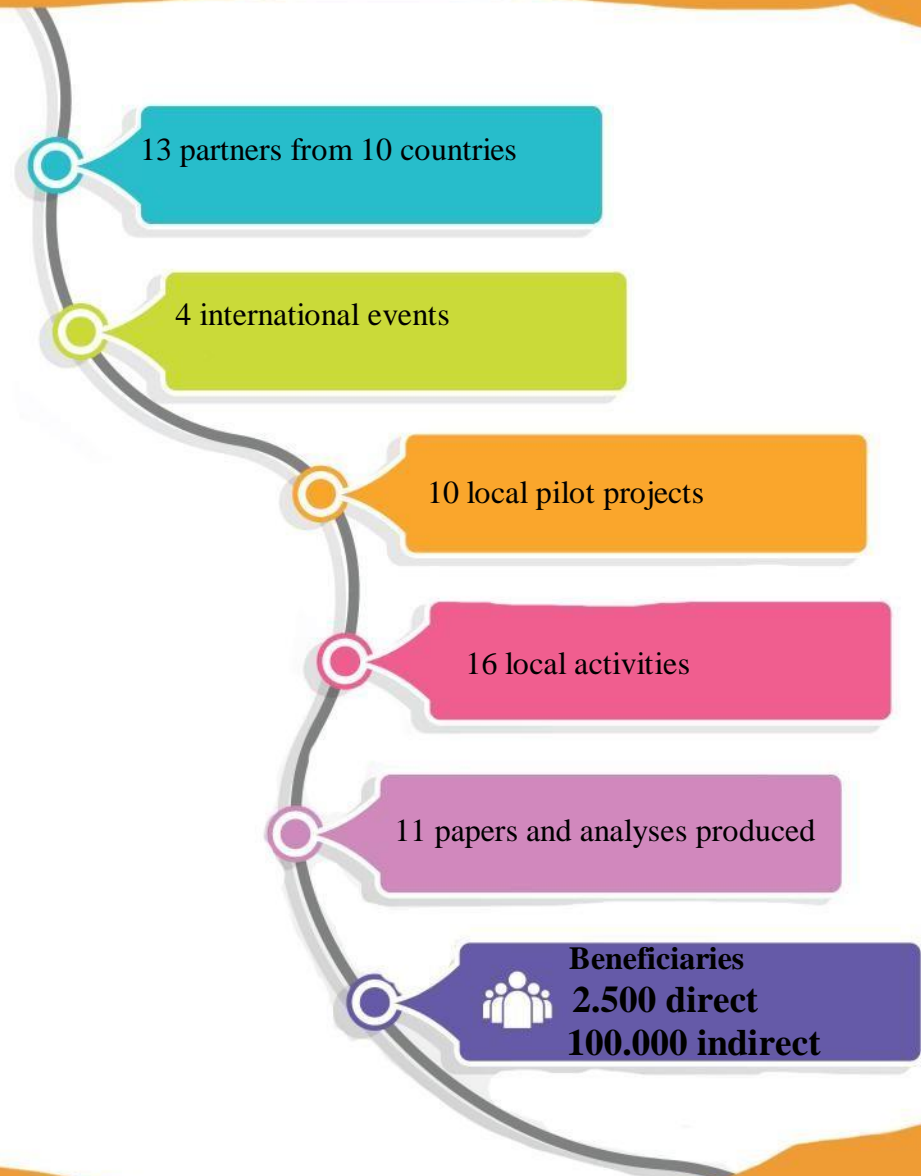 13 partners from 10 countries
4 international events
10 local pilot projects
16 local activities
11 papers and analyses produced
Beneficiaries
2.500 direct
100.000 indirect